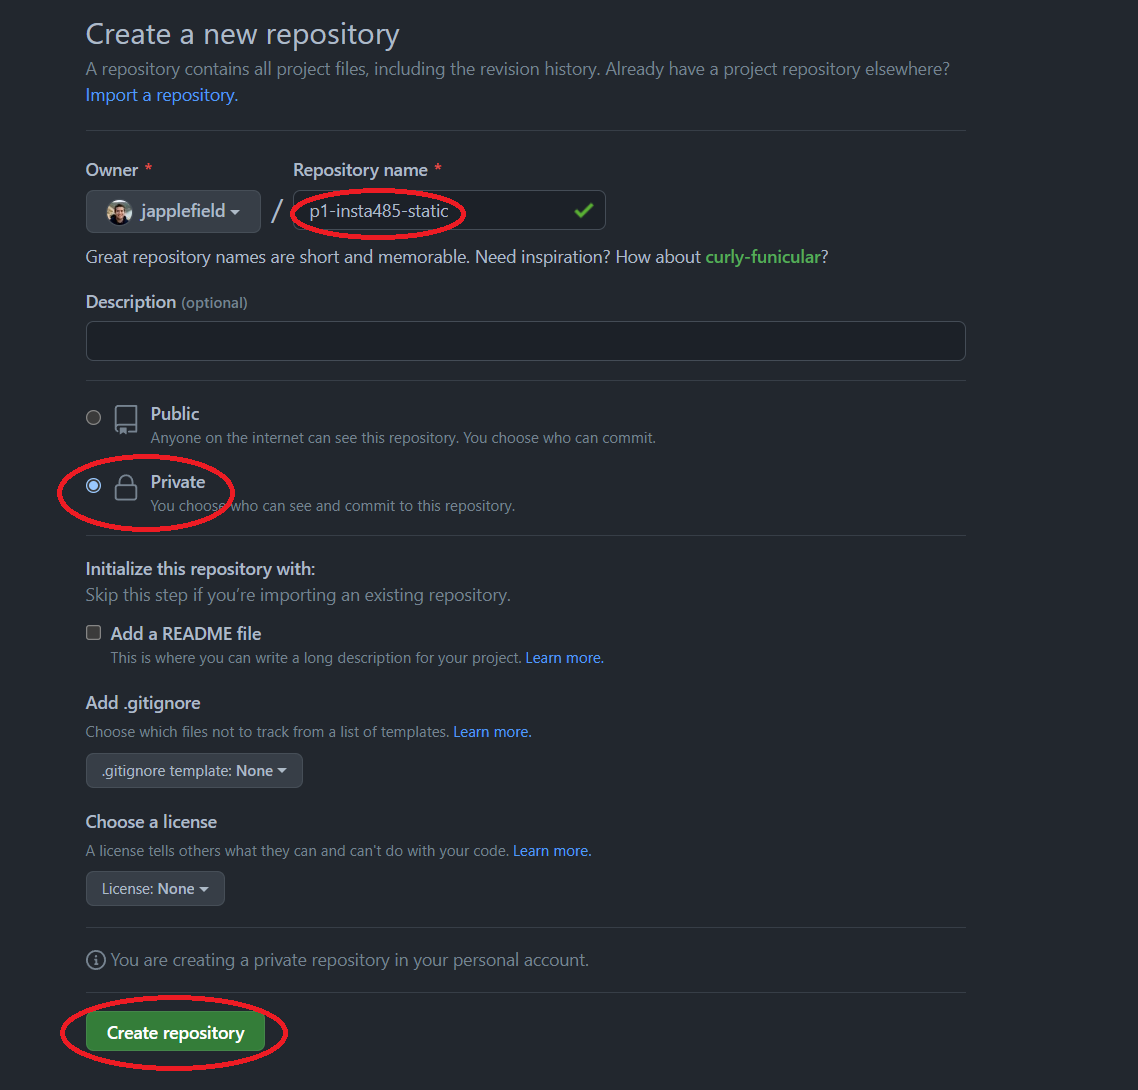 Create a new repository
A repository contains all project files, including the revision history. Already have a project repository elsewhere?
Import a repository.
Owner * Repository name *
japplefield / p1-insta485-static
Great repository names are short and memorable. Need inspiration? How about curly-funicular?
Description (optional)
Public
Anyone on the internet can see this repository. You choose who can commit.
Private
You choose who can see and commit to this repository.
Initialize this repository with:
Skip this step if you’re importing an existing repository.
Add a README file
This is where you can write a long description for your project. Learn more.
Add .gitignore
Choose which files not to track from a list of templates. Learn more.
.gitignore template: None
Choose a license
A license tells others what they can and can't do with your code. Learn more.
License: None
You are creating a private repository in your personal account.
Create repository